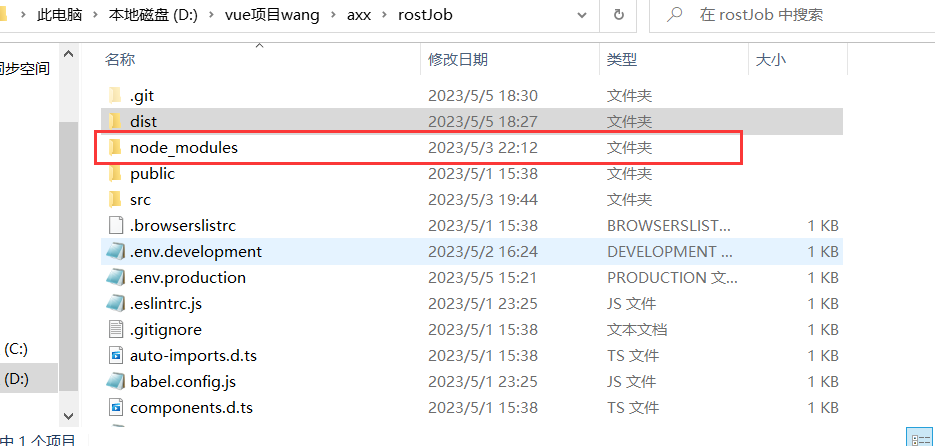 此电脑 > 本地磁盘 (D:) > vue项目wang > axx > rostJob
在 rostJob 中搜索
名称 修改日期 类型 大小
同步空间
.git 2023/5/5 18:30 文件夹
dist 2023/5/5 18:27 文件夹
node_modules 2023/5/3 22:12 文件夹
public 2023/5/1 15:38 文件夹
src 2023/5/3 19:44 文件夹
.browserslistrc 2023/5/1 15:38 BROWSERSLIST... 1 KB
.env.development 2023/5/2 16:24 DEVELOPMENT ... 1 KB
.env.production 2023/5/5 15:21 PRODUCTION 文... 1 KB
.eslintrc.js 2023/5/1 23:25 JS 文件 1 KB
.gitignore 2023/5/1 15:38 文本文档 1 KB
(C:)
auto-imports.d.ts 2023/5/1 15:38 TS 文件 1 KB
(D:)
babel.config.js 2023/5/1 23:25 JS 文件 1 KB
components.d.ts 2023/5/1 15:38 TS 文件 1 KB
中 1 个项目